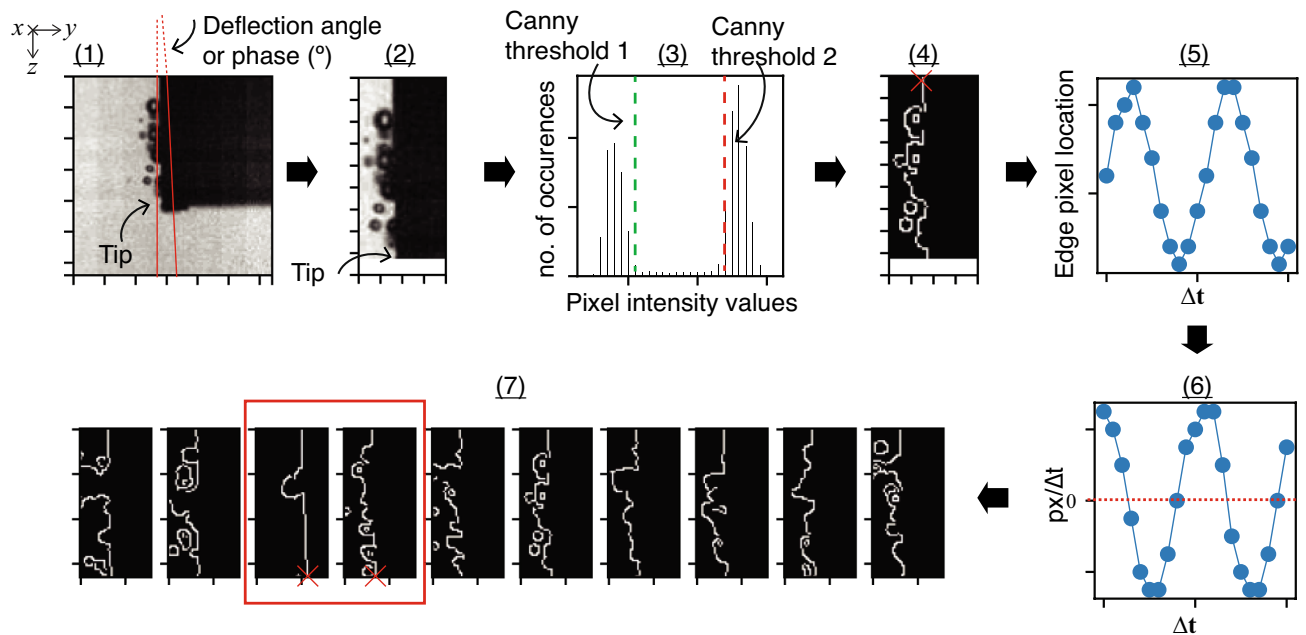 x
y
z
(1)
Deflection angle
or phase (º)
Tip
(2)
Tip
Canny
threshold 1
(3)
Canny
threshold 2
no. of occurences
Pixel intensity values
(4)
(5)
Edge pixel location
Δt
(6)
px/Δt
0
Δt
(7)